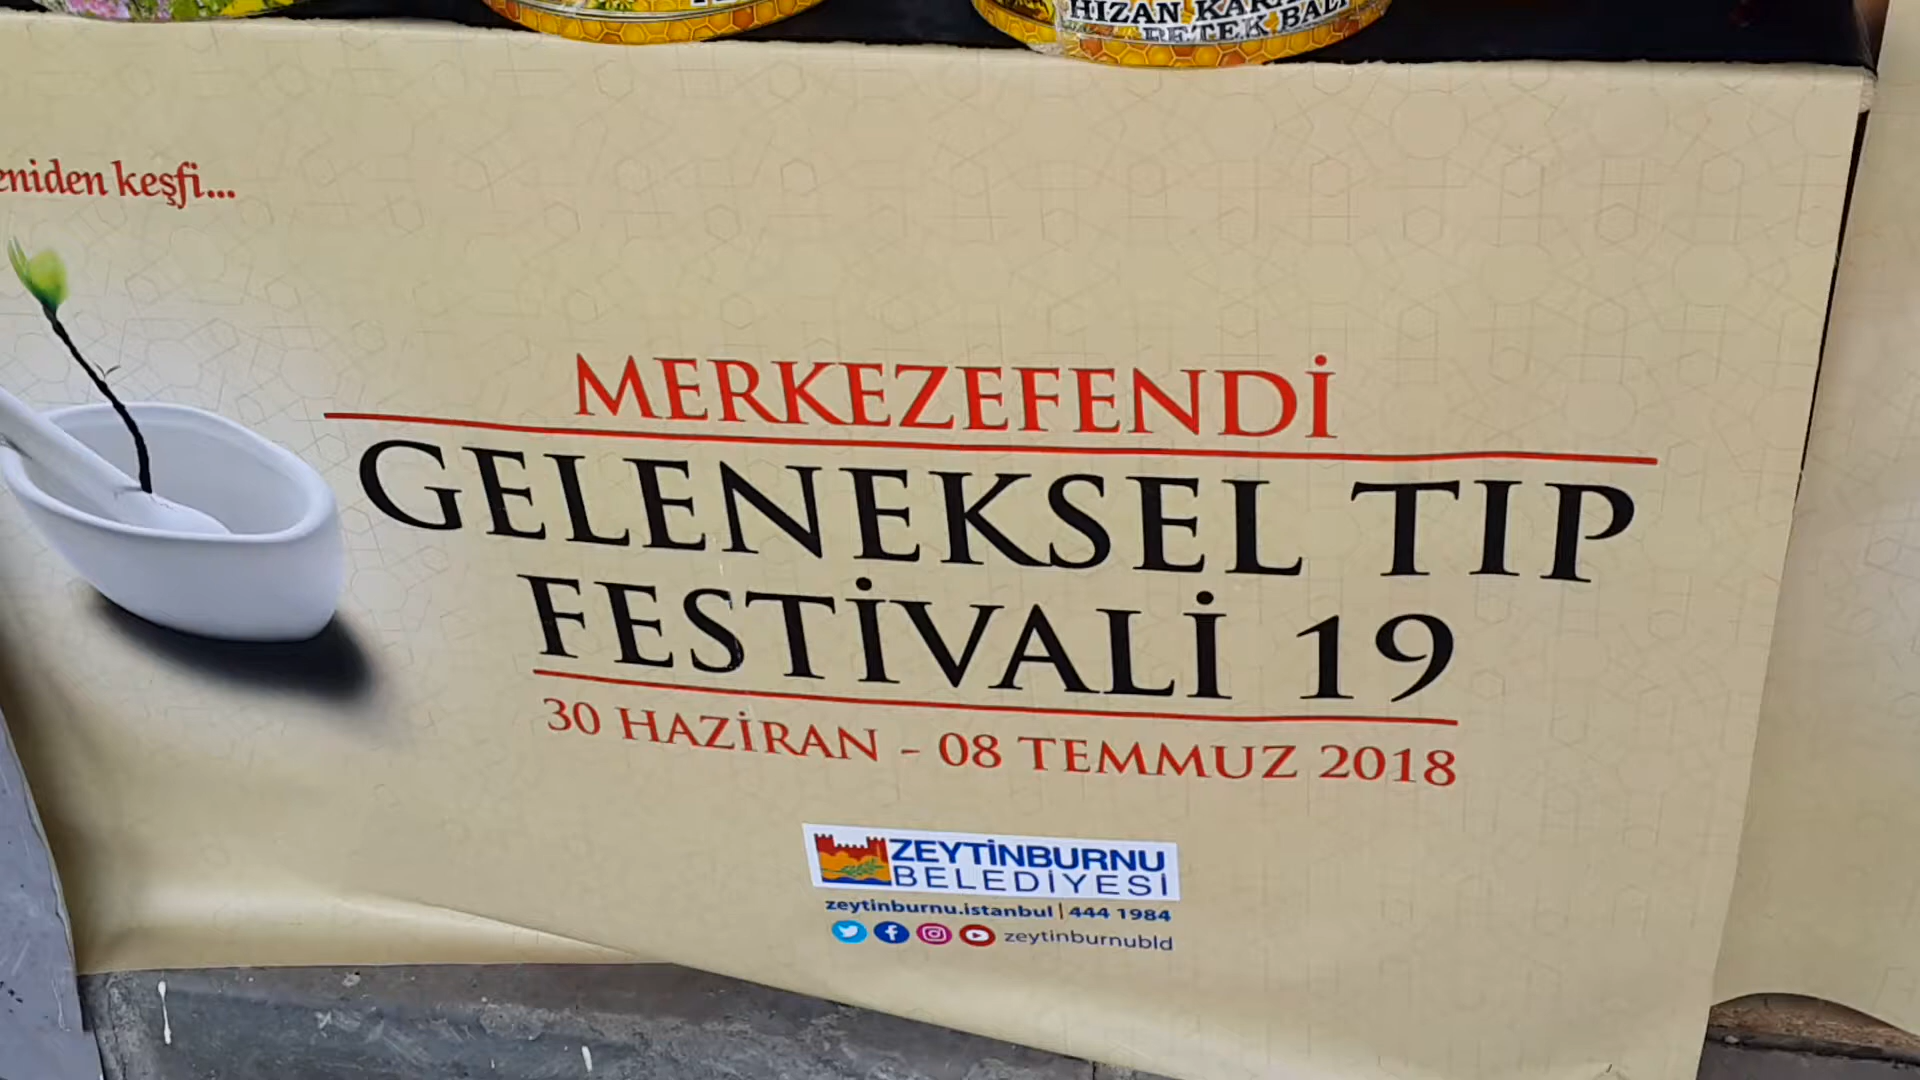 HİZAN
PETEK BALI
eniden keşfi...
MERKEZEFENDİ
GELENEKSEL TIP
FESTİVALİ 19
30 HAZİRAN - 08 TEMMUZ 2018
ZEYTİNBURNU
BELEDİYESİ
zeytinburnu.istanbul | 444 1984
zeytinburnubld